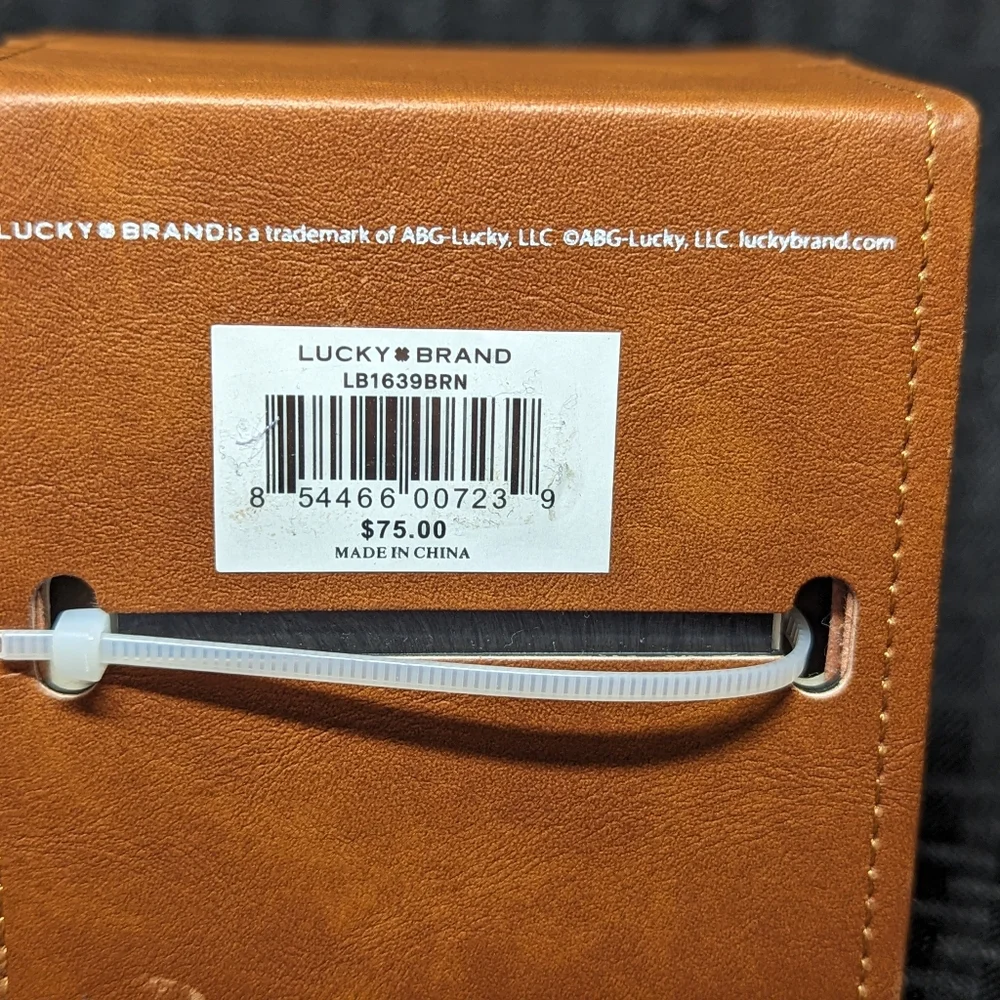 LUCKY BRAND is a trademark of ABG-Lucky, LLC ©ABG-Lucky, LLC. luckybrand.com
LUCKY BRAND
LB1639BRN
8 54466 00723 9
$75.00
MADE IN CHINA